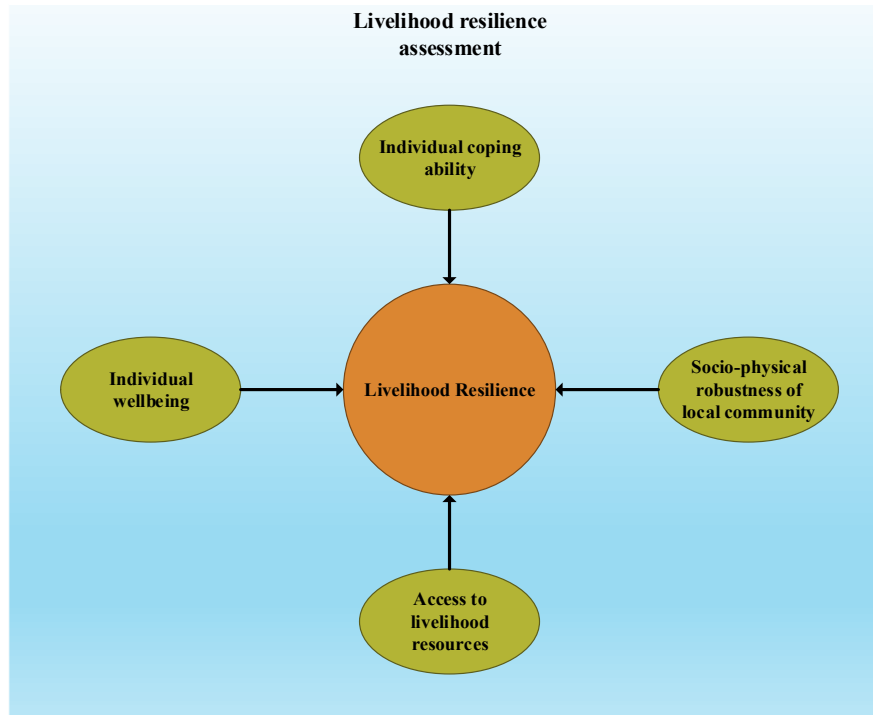 Livelihood resilience
assessment
Individual coping
ability
Individual
wellbeing
Livelihood Resilience
Socio-physical
robustness of
local community
Access to
livelihood
resources